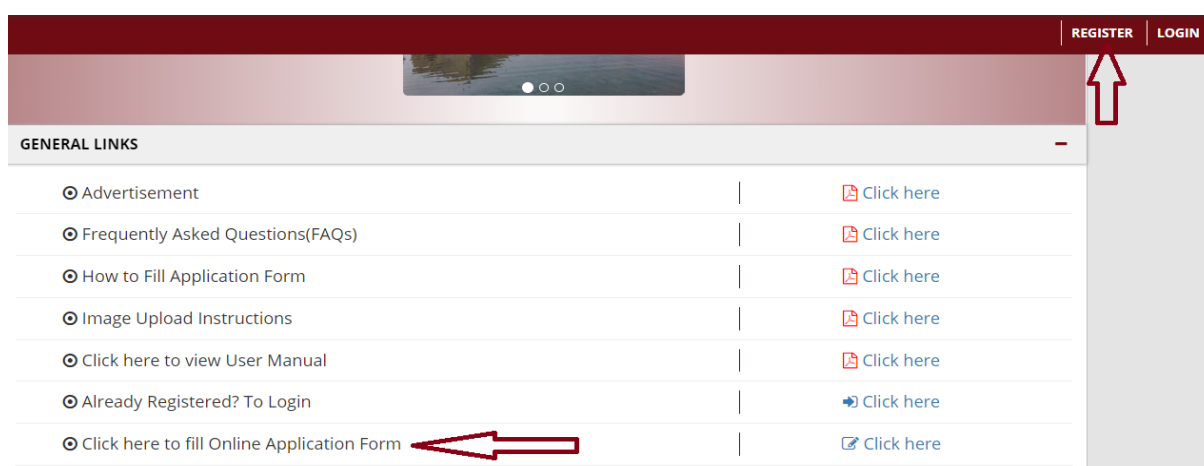 REGISTER LOGIN
GENERAL LINKS
Advertisement Click here
Frequently Asked Questions(FAQs) Click here
How to Fill Application Form Click here
Image Upload Instructions Click here
Click here to view User Manual Click here
Already Registered? To Login Click here
Click here to fill Online Application Form Click here